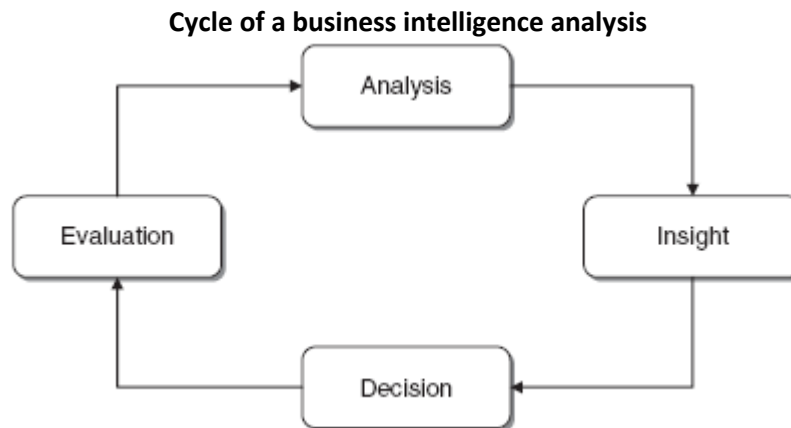 Cycle of a business intelligence analysis
Analysis
Evaluation
Insight
Decision